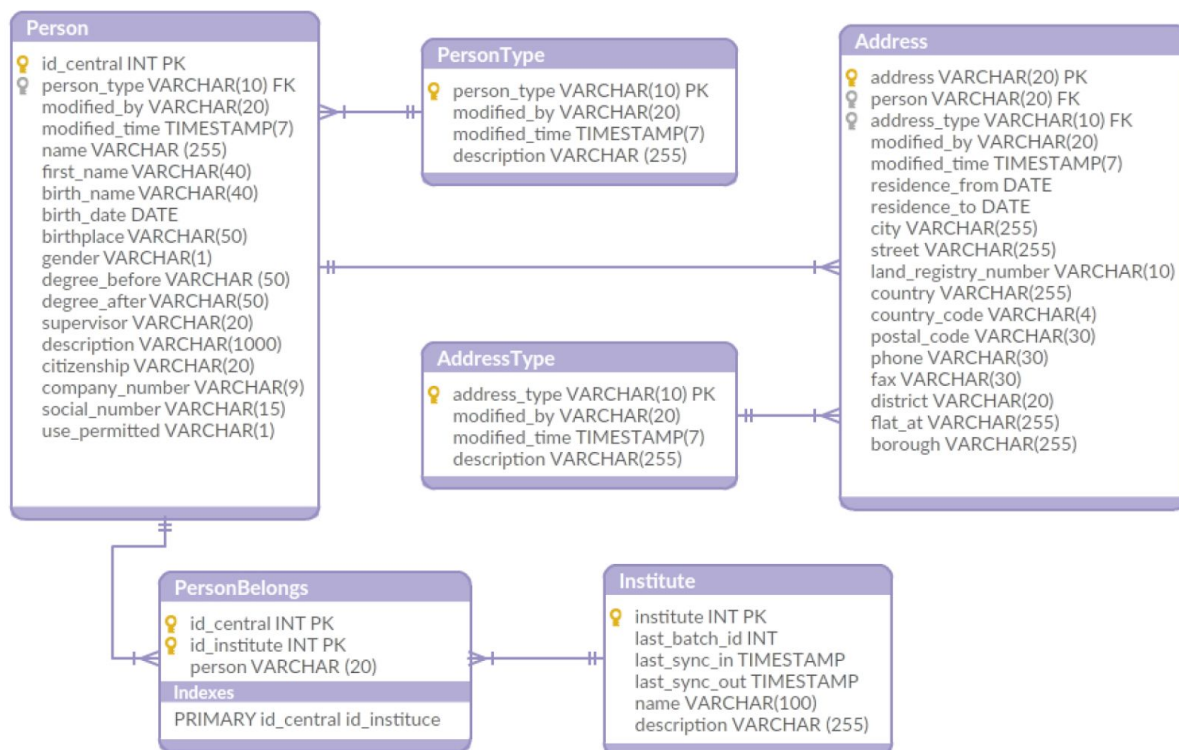 Person
id_central INT PK
person_type VARCHAR(10) FK
modified_by VARCHAR(20)
modified_time TIMESTAMP(7)
name VARCHAR (255)
first_name VARCHAR(40)
birth_name VARCHAR(40)
birth_date DATE
birthplace VARCHAR(50)
gender VARCHAR(1)
degree_before VARCHAR (50)
degree_after VARCHAR(50)
supervisor VARCHAR(20)
description VARCHAR(1000)
citizenship VARCHAR(20)
company_number VARCHAR(9)
social_number VARCHAR(15)
use_permitted VARCHAR(1)
PersonType
person_type VARCHAR(10) PK
modified_by VARCHAR(20)
modified_time TIMESTAMP(7)
description VARCHAR (255)
Address
address VARCHAR(20) PK
person VARCHAR(20) FK
address_type VARCHAR(10) FK
modified_by VARCHAR(20)
modified_time TIMESTAMP(7)
residence_from DATE
residence_to DATE
city VARCHAR(255)
street VARCHAR(255)
land_registry_number VARCHAR(10)
country VARCHAR(255)
country_code VARCHAR(4)
postal_code VARCHAR(30)
phone VARCHAR(30)
fax VARCHAR(30)
district VARCHAR(20)
flat_at VARCHAR(255)
borough VARCHAR(255)
AddressType
address_type VARCHAR(10) PK
modified_by VARCHAR(20)
modified_time TIMESTAMP(7)
description VARCHAR(255)
PersonBelongs
id_central INT PK
id_institute INT PK
person VARCHAR (20)
Indexes
PRIMARY id_central id_instituce
Institute
institute INT PK
last_batch_id INT
last_sync_in TIMESTAMP
last_sync_out TIMESTAMP
name VARCHAR(100)
description VARCHAR (255)